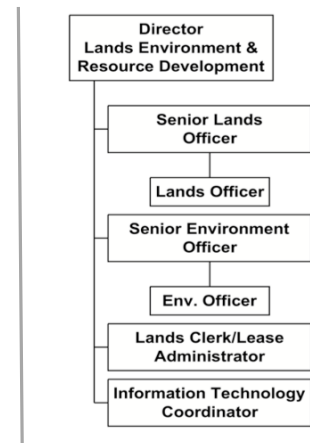 Director
Lands Environment &
Resource Development
Senior Lands
Officer
Lands Officer
Senior Environment
Officer
Env. Officer
Lands Clerk/Lease
Administrator
Information Technology
Coordinator